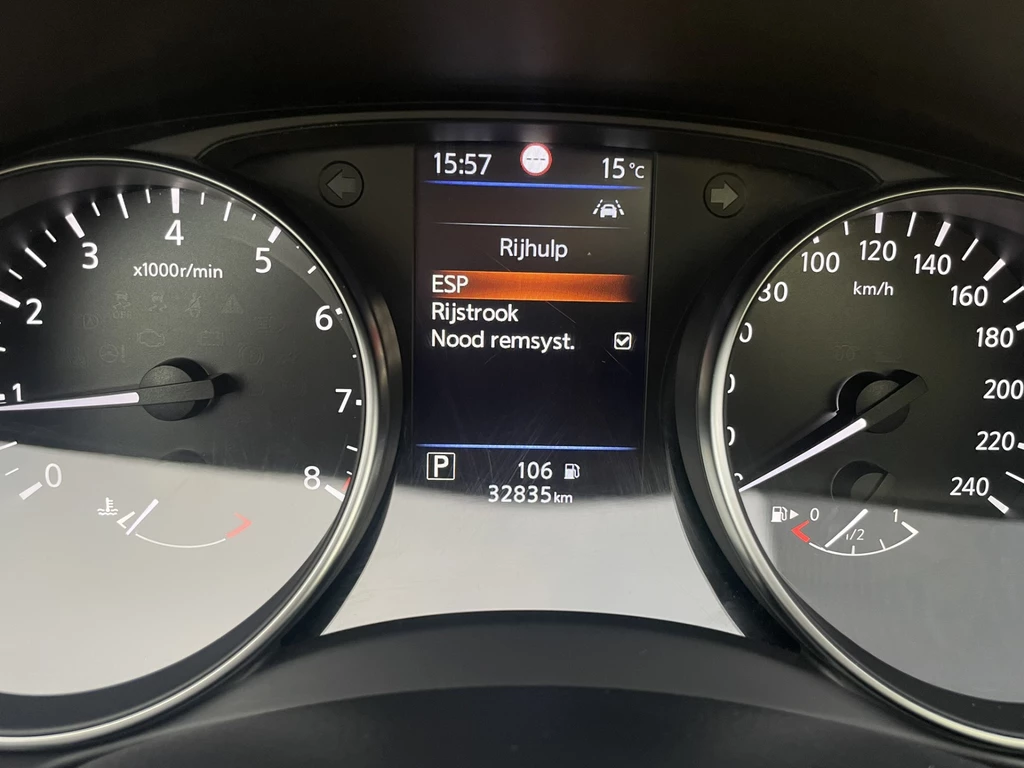 15:57
15°C
Rijhulp
ESP
Rijstrook
Nood remsyst.
P
106
32835km
1
2
3
4
5
6
7
8
0
x1000r/min
100
120
140
160
180
200
220
240
km/h
0
1/2
1